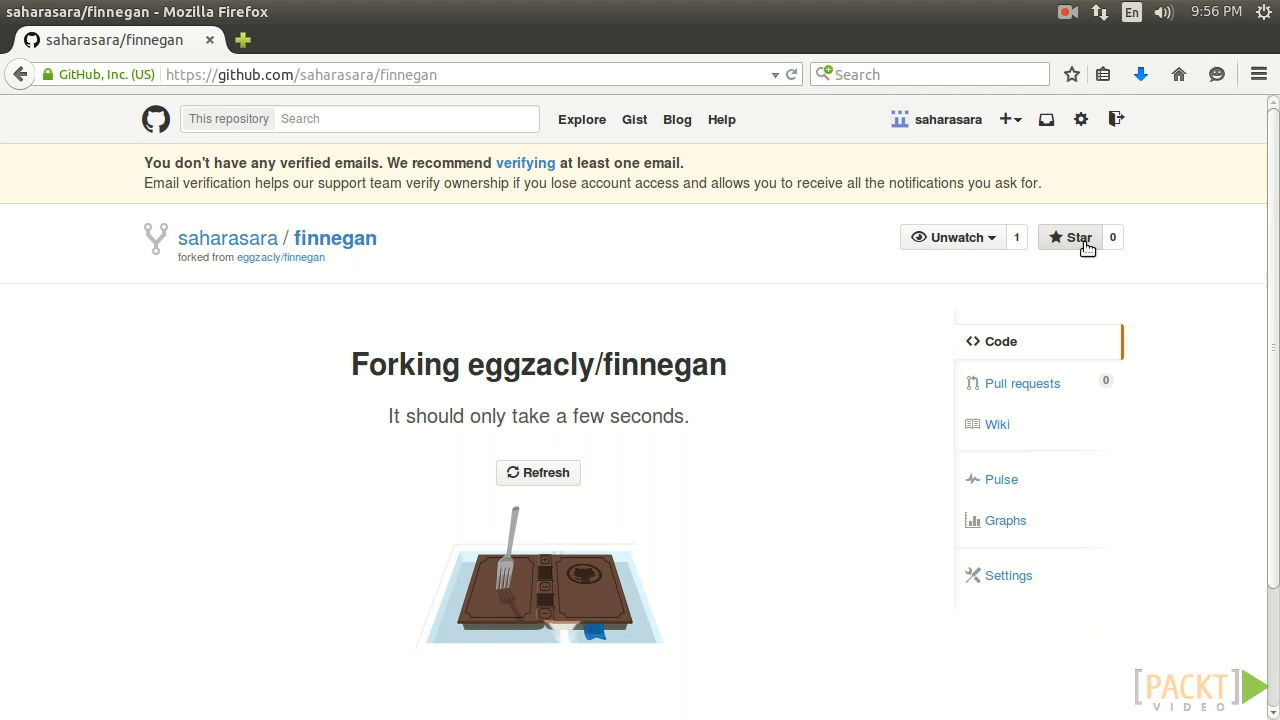 saharasara/finnegan - Mozilla Firefox
En
9:56 PM
saharasara/finnegan
GitHub, Inc. (US)
https://github.com/saharasara/finnegan
Search
This repository
Search
Explore
Gist
Blog
Help
saharasara
You don't have any verified emails. We recommend verifying at least one email.
Email verification helps our support team verify ownership if you lose account access and allows you to receive all the notifications you ask for.
saharasara / finnegan
forked from eggzacly/finnegan
Unwatch
1
Star
0
Forking eggzacly/finnegan
It should only take a few seconds.
Refresh
Code
Pull requests
0
Wiki
Pulse
Graphs
Settings
[PACKT]
VIDEO